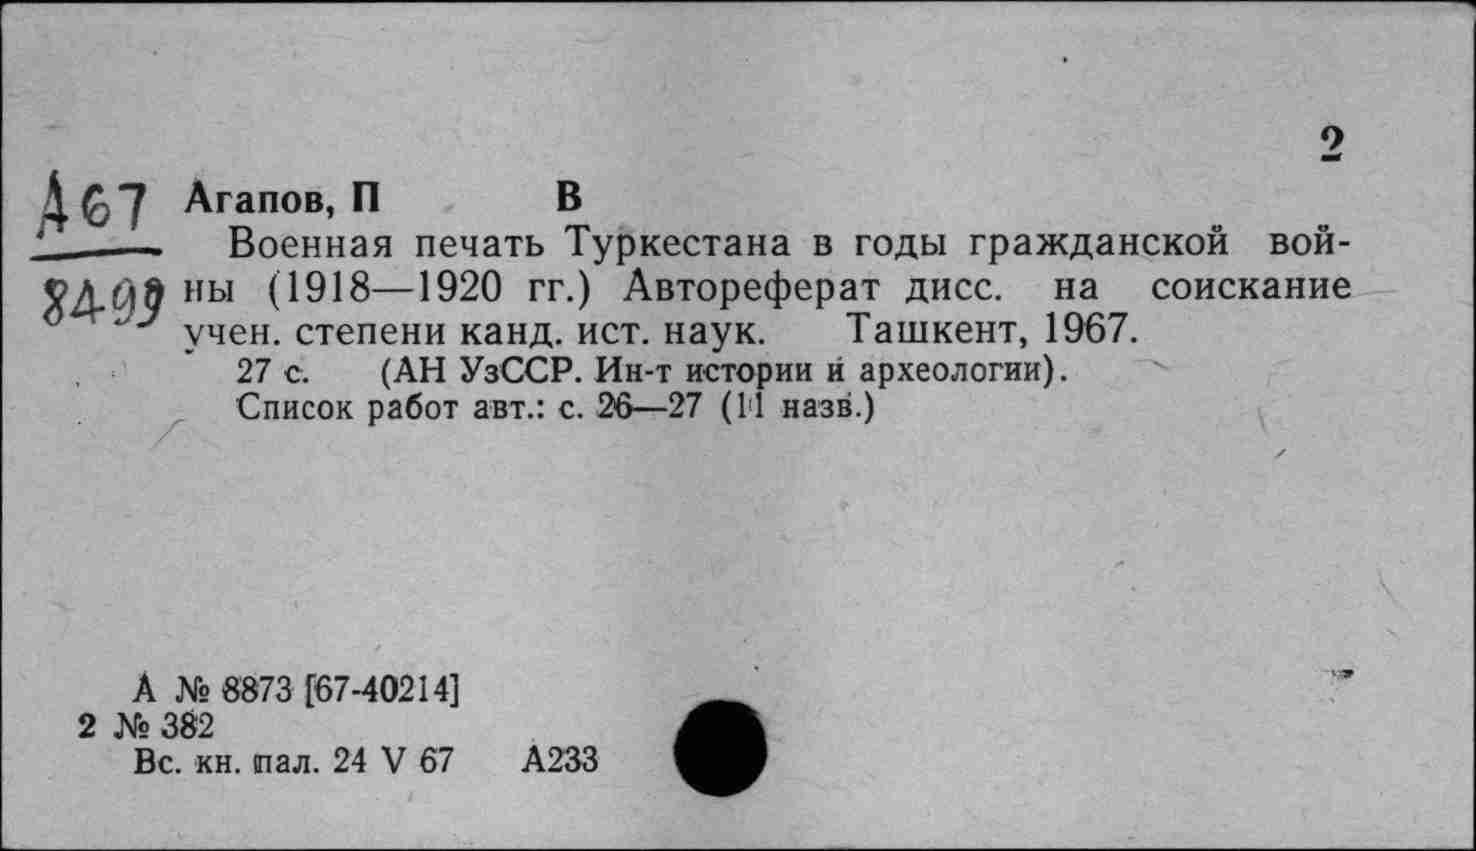 2
А67 Агапов, П В
Военная печать Туркестана в годы гражданской вой-
8499 ны (1918—1920 гг.) Автореферат дисс. на соискание
учен. степени канд. ист. наук. Ташкент, 1967.
27 с. (АН УзССР. Ин-т истории и археологии).
Список работ авт.: с. 26—27 (11 назв.)
А № 8873 [67-40214]
2 № 382
Вс. кн. пал. 24 V 67 А233